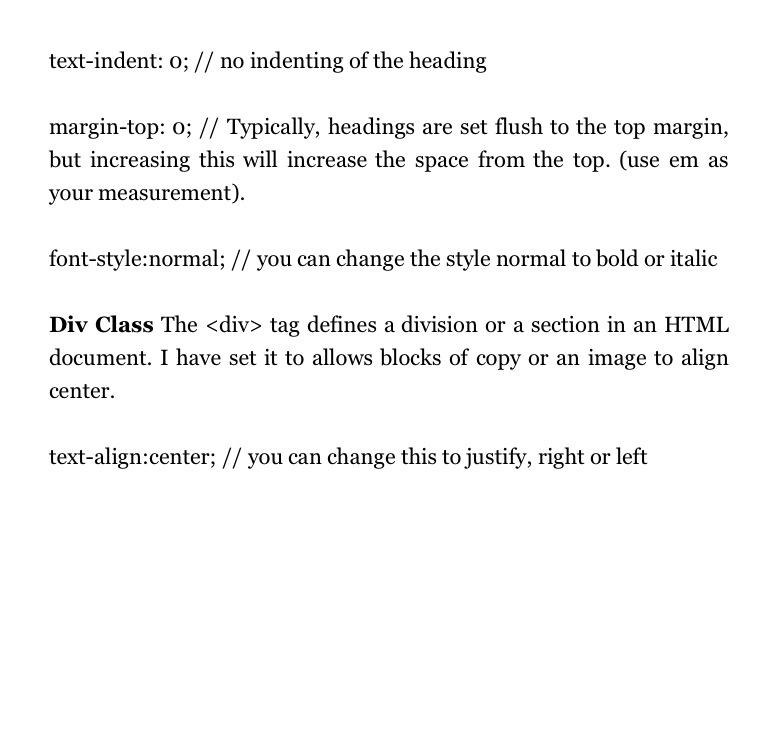 text-indent: 0; // no indenting of the heading
margin-top: 0; // Typically, headings are set flush to the top margin,
but increasing this will increase the space from the top. (use em as
your measurement).
font-style:normal; // you can change the style normal to bold or italic
Div Class The <div> tag defines a division or a section in an HTML
document. I have set it to allows blocks of copy or an image to align
center.
text-align:center; // you can change this to justify, right or left